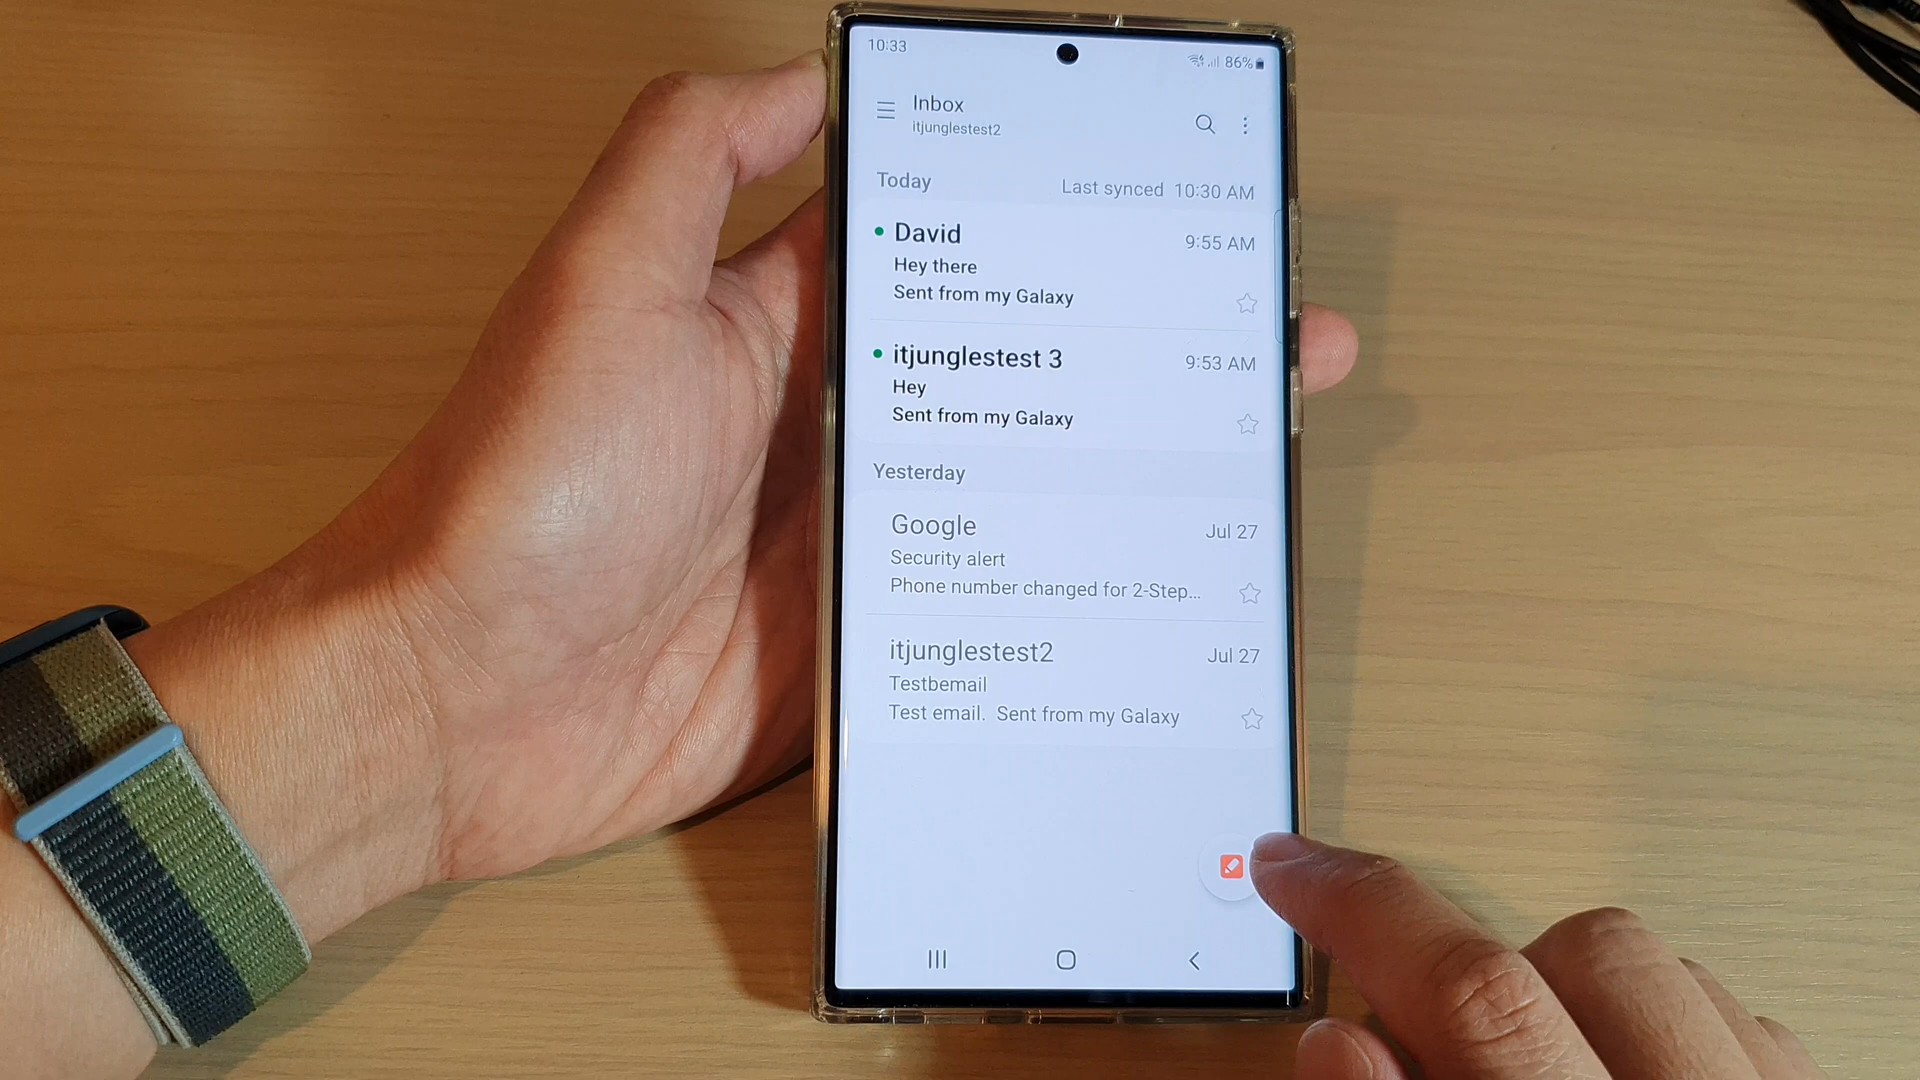 10:33
86%
Inbox
itjunglestest2
Today
Last synced 10:30 AM
David
9:55 AM
Hey there
Sent from my Galaxy
itjunglestest 3
9:53 AM
Hey
Sent from my Galaxy
Yesterday
Google
Jul 27
Security alert
Phone number changed for 2-Step...
itjunglestest2
Jul 27
Testbemail
Test email. Sent from my Galaxy